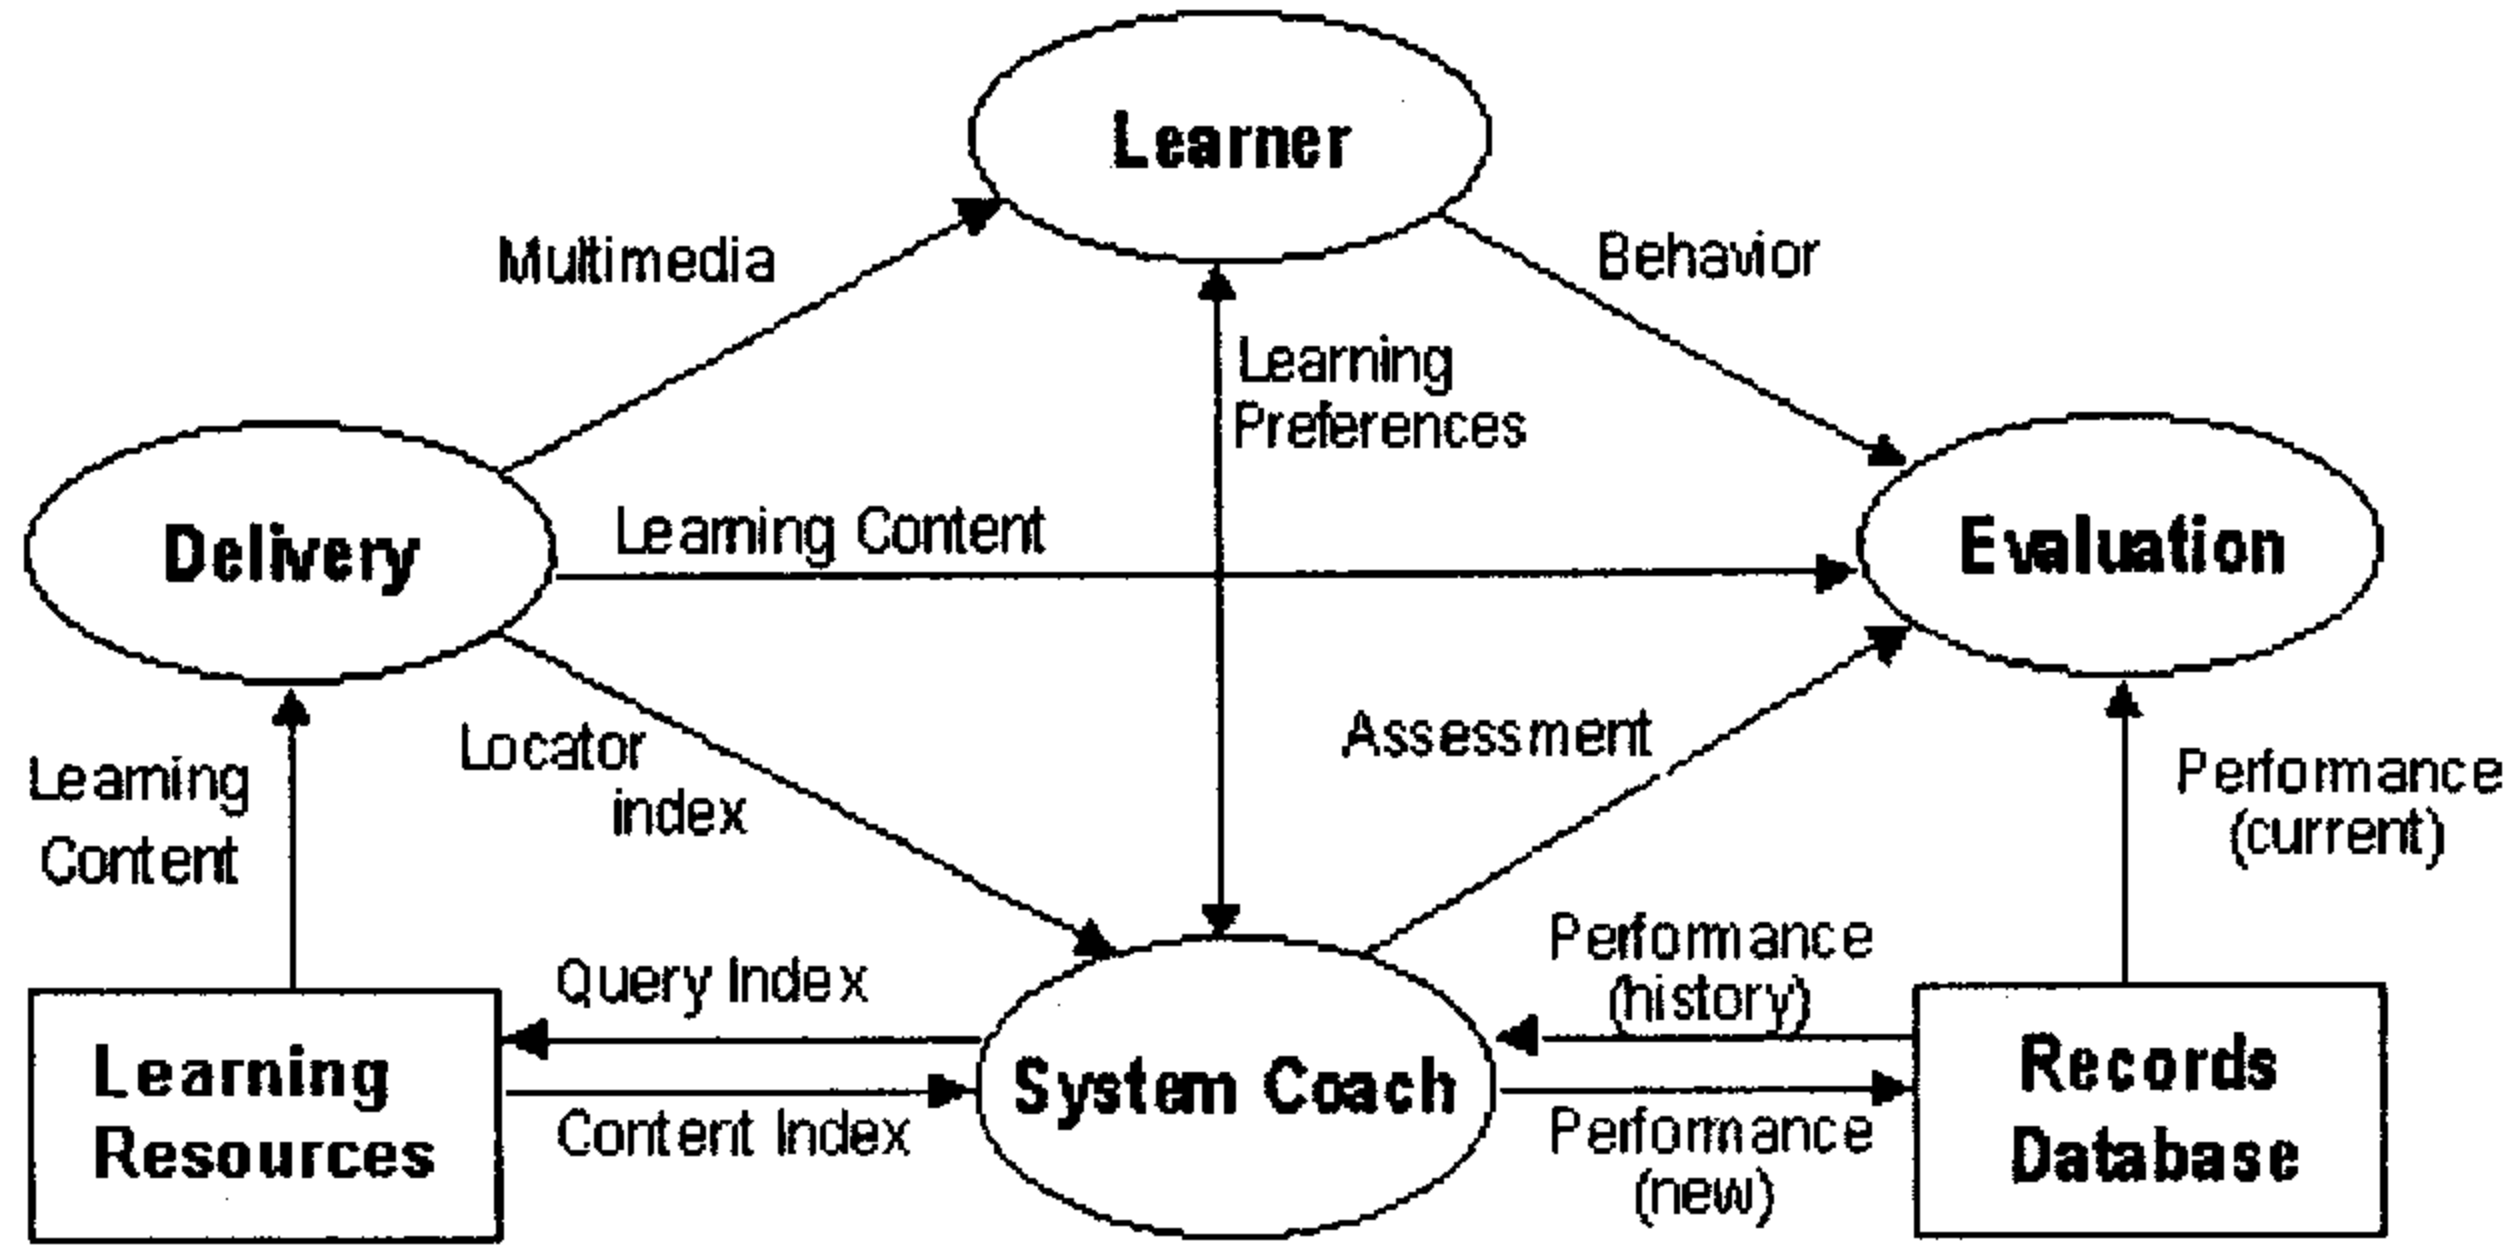 Learner
Multimedia
Behavior
Learning
Preferences
Delivery
Learning Content
Evaluation
Locator
index
Assessment
Learning
Content
Performance
(current)
Query Index
Performance
(history)
Learning
Resources
System Coach
Records
Database
Content Index
Performance
(new)